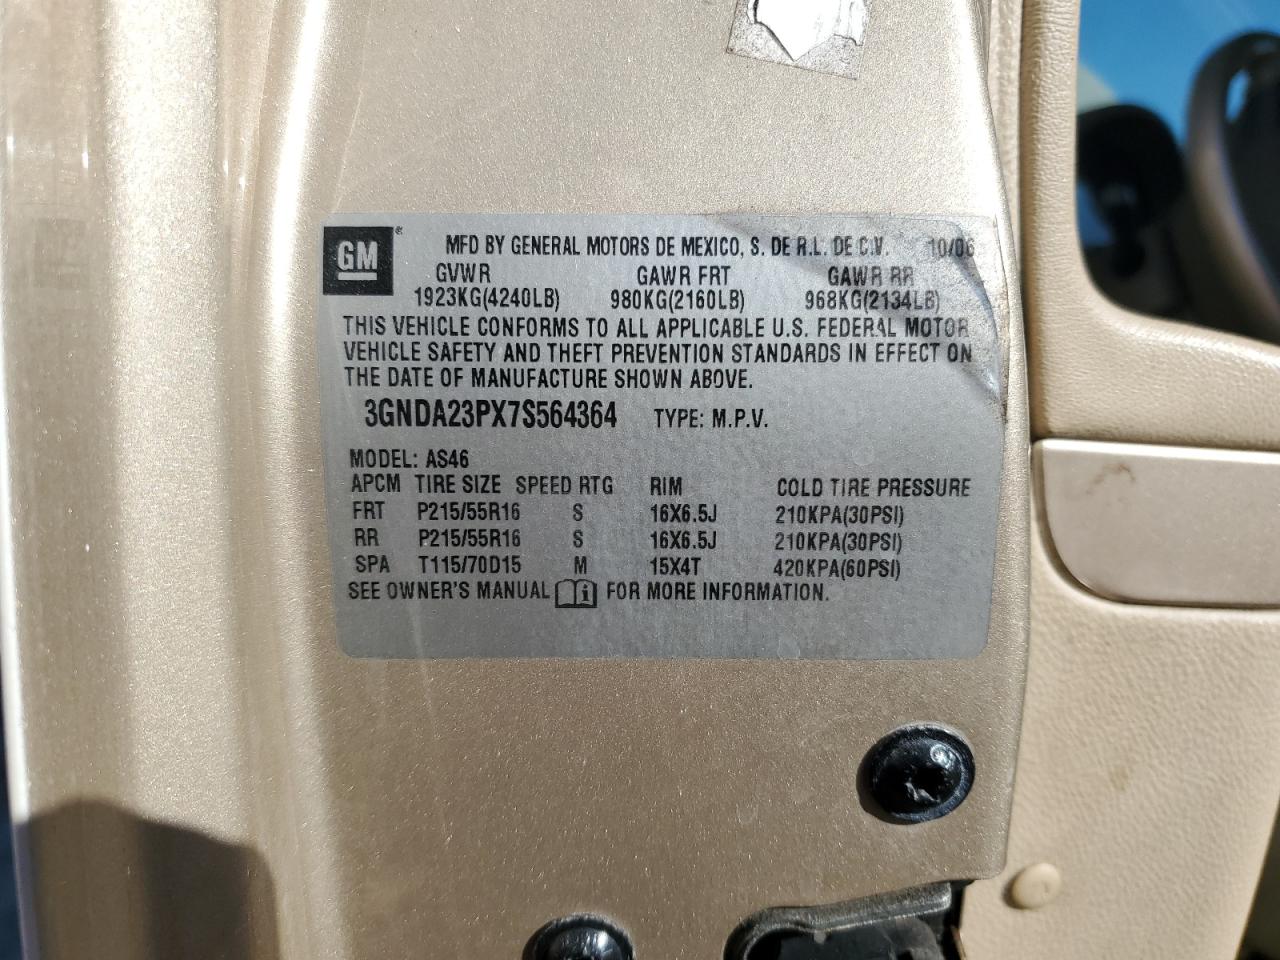 GM ® MFD BY GENERAL MOTORS DE MEXICO, S. DE R.L. DE C.V. 10/06
GVWR GAWR FRT GAWR RR
1923KG(4240LB) 980KG(2160LB) 968KG(2134LB)
THIS VEHICLE CONFORMS TO ALL APPLICABLE U.S. FEDERAL MOTOR
VEHICLE SAFETY AND THEFT PREVENTION STANDARDS IN EFFECT ON
THE DATE OF MANUFACTURE SHOWN ABOVE.
3GNDA23PX7S564364 TYPE: M.P.V.
MODEL: AS46
APCM TIRE SIZE SPEED RTG RIM COLD TIRE PRESSURE
FRT P215/55R16 S 16X6.5J 210KPA(30PSI)
RR P215/55R16 S 16X6.5J 210KPA(30PSI)
SPA T115/70D15 M 15X4T 420KPA(60PSI)
SEE OWNER'S MANUAL i FOR MORE INFORMATION.